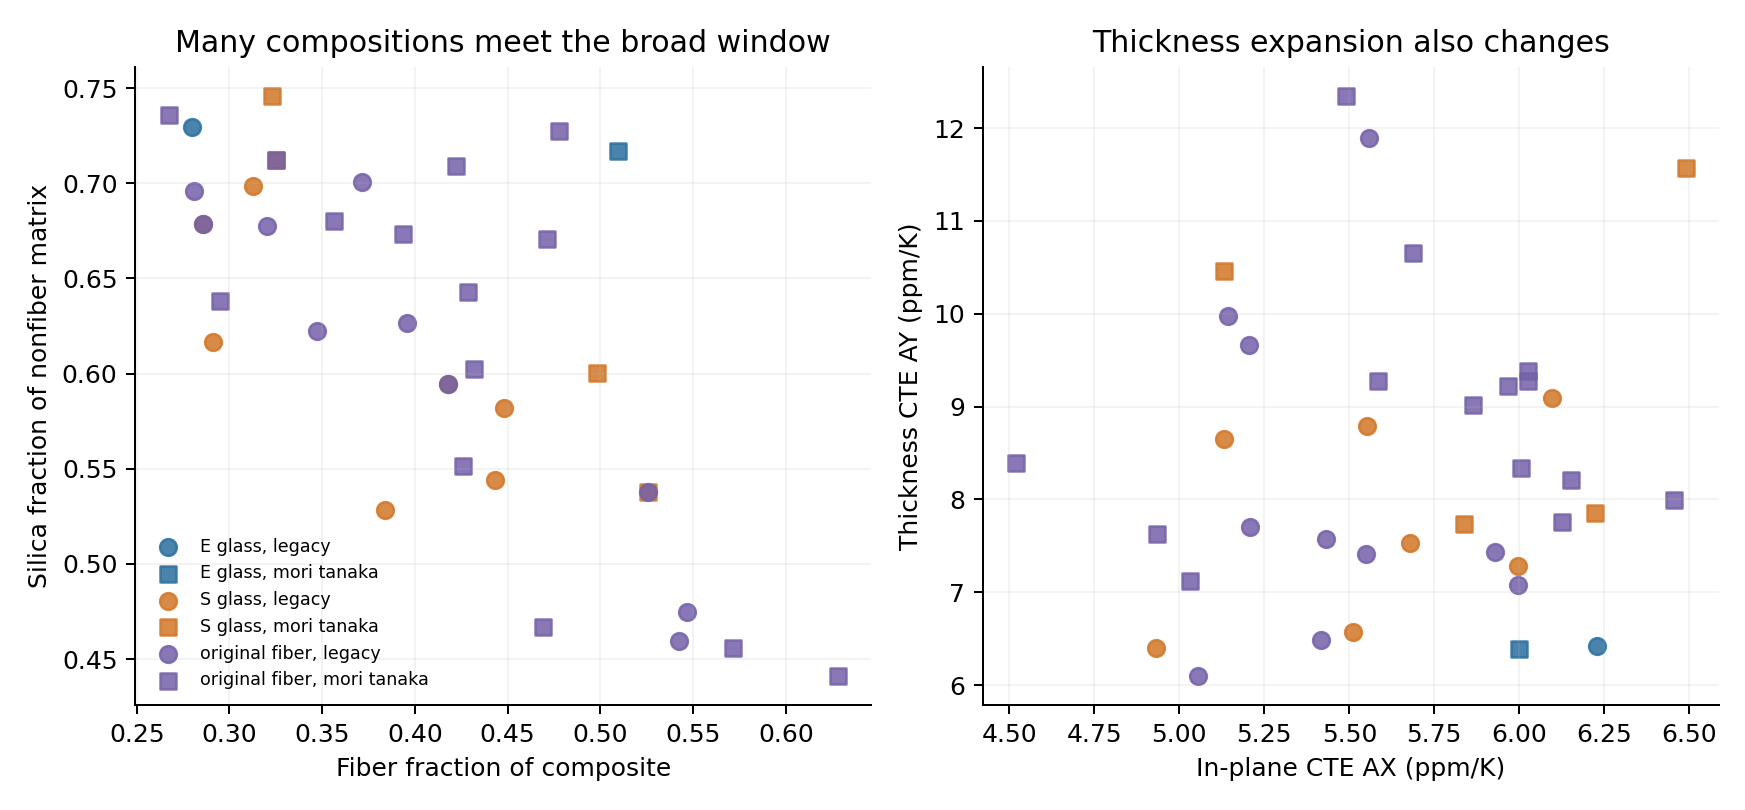 Many compositions meet the broad window
Silica fraction of nonfiber matrix
0.75
0.70
0.65
0.60
0.55
0.50
0.45
E glass, legacy
E glass, mori tanaka
S glass, legacy
S glass, mori tanaka
original fiber, legacy
original fiber, mori tanaka
0.25 0.30 0.35 0.40 0.45 0.50 0.55 0.60
Fiber fraction of composite
Thickness expansion also changes
Thickness CTE AY (ppm/K)
12
11
10
9
8
7
6
4.50 4.75 5.00 5.25 5.50 5.75 6.00 6.25 6.50
In-plane CTE AX (ppm/K)